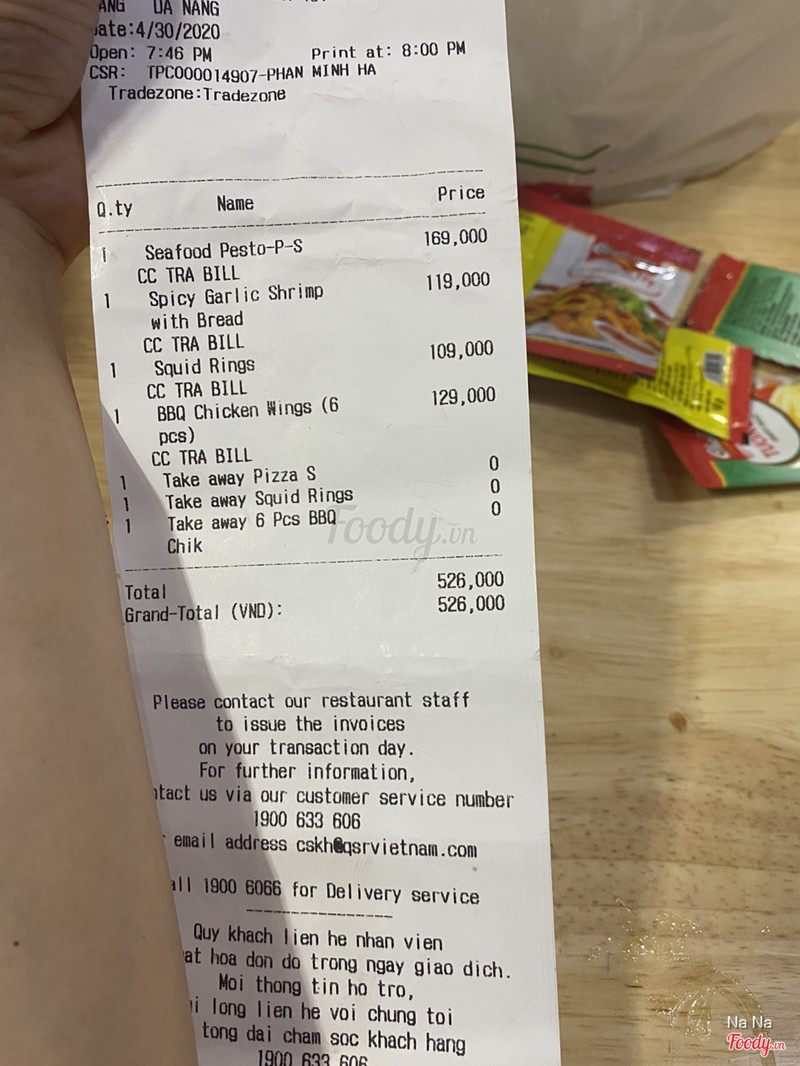 ANG DA NANG
ate:4/30/2020
Open: 7:46 PM Print at: 8:00 PM
CSR: TPC000014907-PHAN MINH HA
Tradezone:Tradezone
Q.ty Name Price
1 Seafood Pesto-P-S 169,000
CC TRA BILL
1 Spicy Garlic Shrimp 119,000
with Bread
CC TRA BILL
1 Squid Rings 109,000
CC TRA BILL
1 BBQ Chicken Wings (6 129,000
pcs)
CC TRA BILL
1 Take away Pizza S 0
1 Take away Squid Rings 0
1 Take away 6 Pcs BBQ 0
Chik
Foody.vn
Total 526,000
Grand-Total (VND): 526,000
Please contact our restaurant staff
to issue the invoices
on your transaction day.
For further information,
ntact us via our customer service number
1900 633 606
email address cskh@qsrvietnam.com
all 1900 6066 for Delivery service
Quy khach lien he nhan vien
at hoa don do trong ngay giao dich.
Moi thong tin ho tro,
i long lien he voi chung toi
tong dai cham soc khach hang
1900 633 606
Na Na
Foody.vn